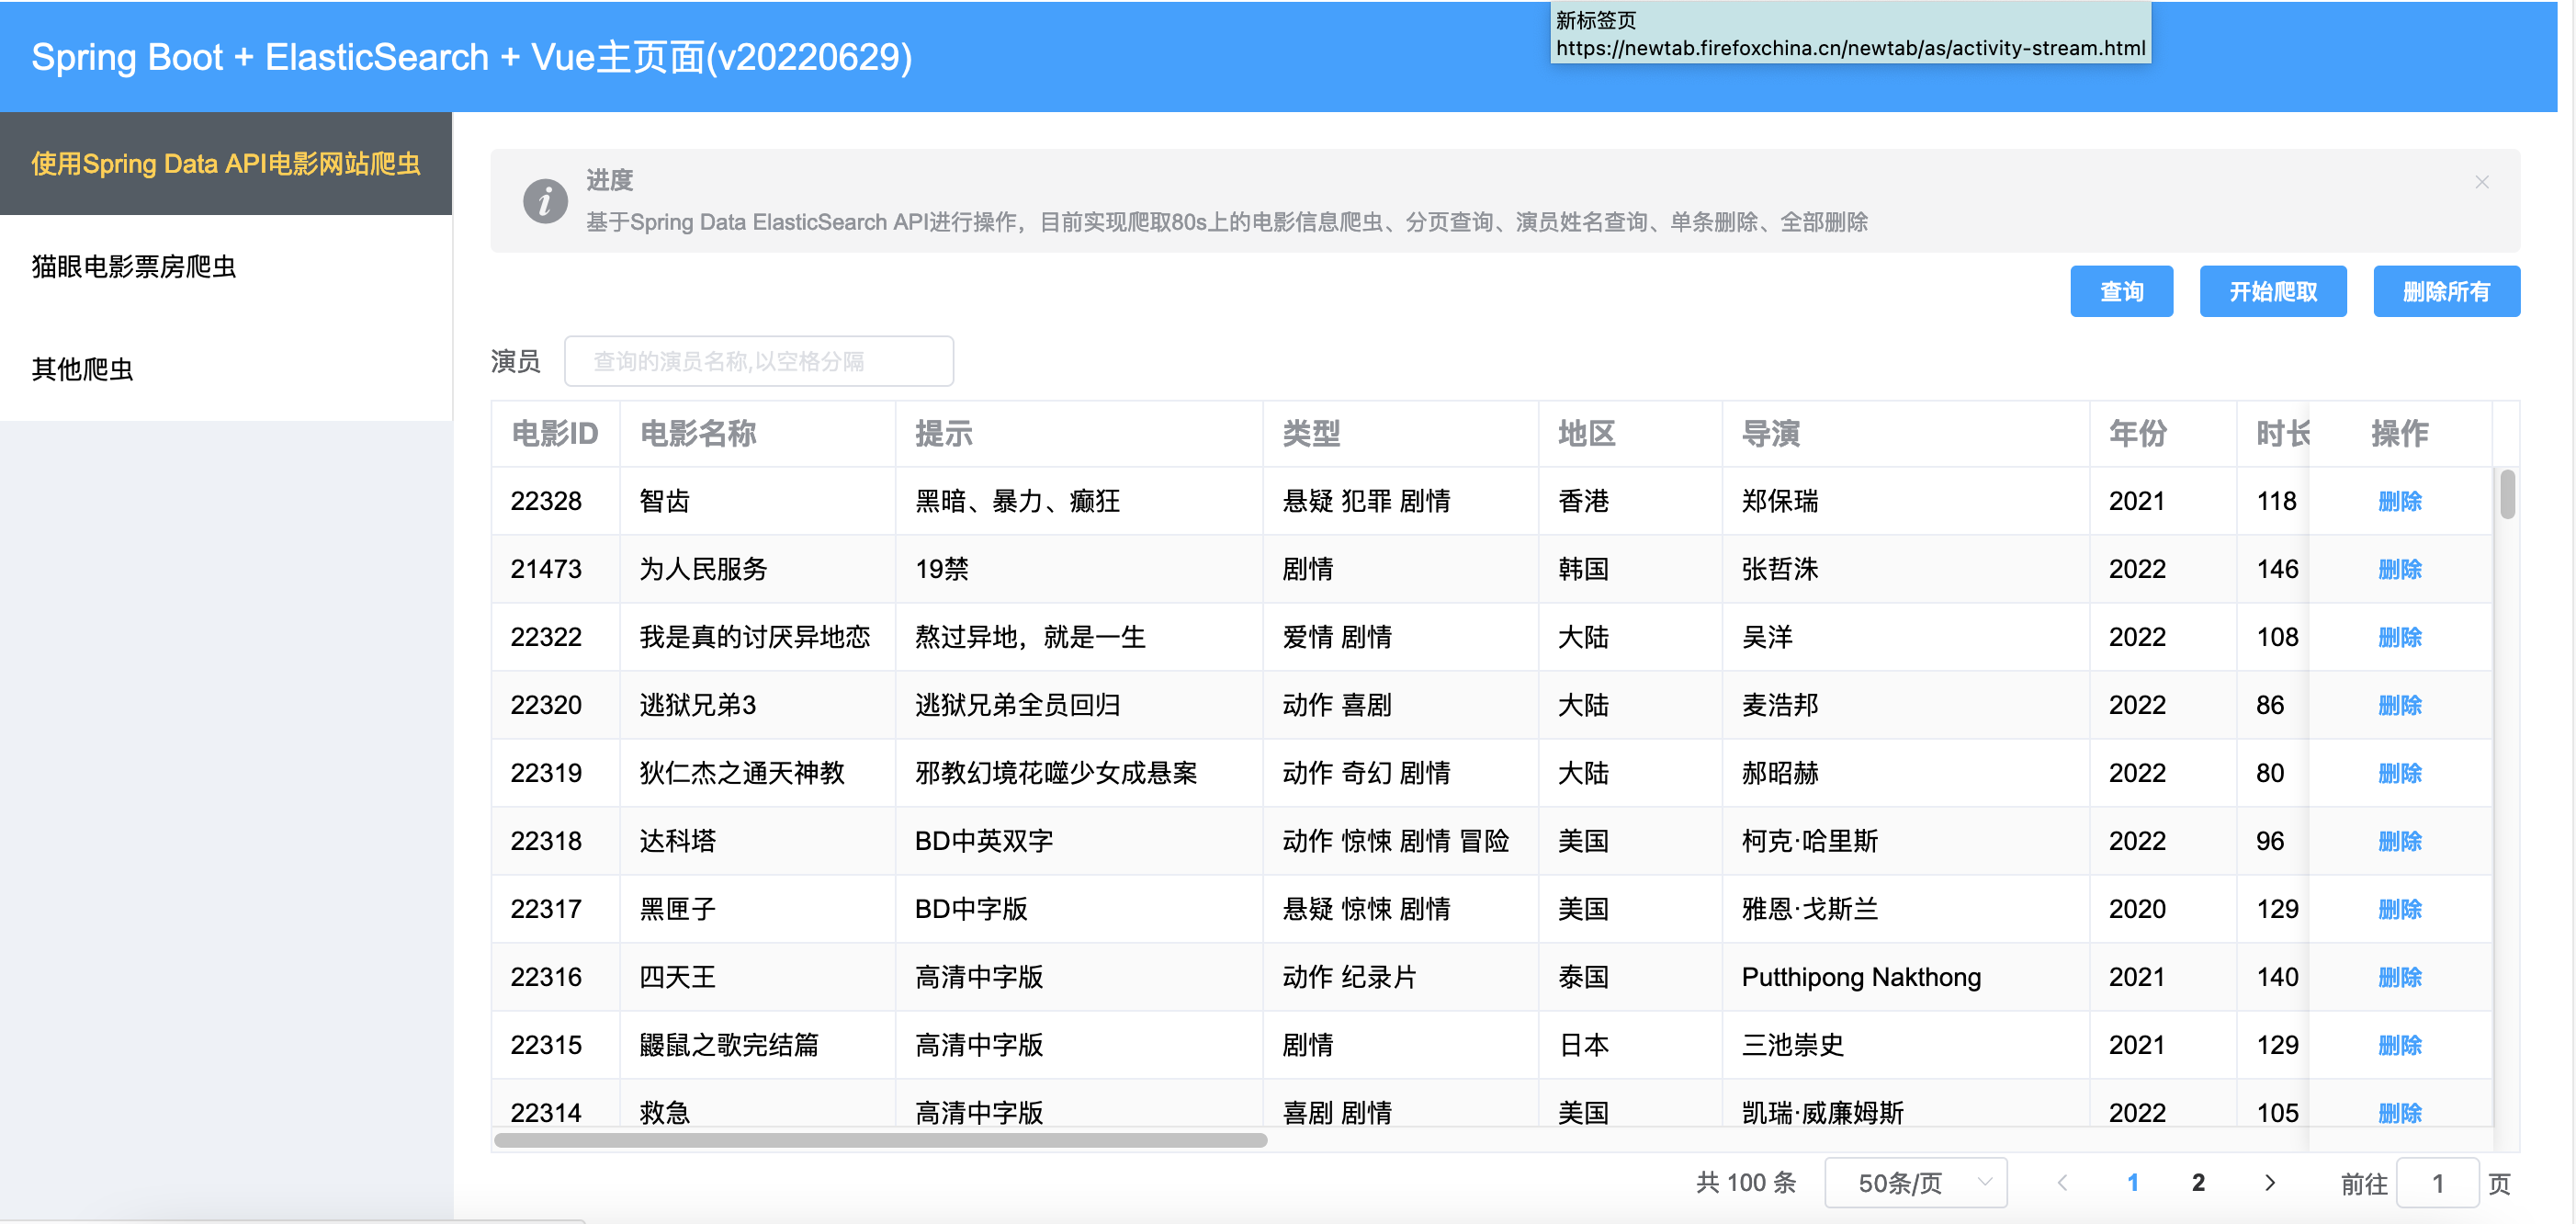 新标签页
https://newtab.firefoxchina.cn/newtab/as/activity-stream.html
Spring Boot + ElasticSearch + Vue主页面(v20220629)
使用Spring Data API电影网站爬虫
猫眼电影票房爬虫
其他爬虫
进度
基于Spring Data ElasticSearch API进行操作，目前实现爬取80s上的电影信息爬虫、分页查询、演员姓名查询、单条删除、全部删除
查询 开始爬取 删除所有
演员 查询的演员名称,以空格分隔
电影ID 电影名称 提示 类型 地区 导演 年份 时长 操作
22328 智齿 黑暗、暴力、癫狂 悬疑 犯罪 剧情 香港 郑保瑞 2021 118 删除
21473 为人民服务 19禁 剧情 韩国 张哲洙 2022 146 删除
22322 我是真的讨厌异地恋 熬过异地，就是一生 爱情 剧情 大陆 吴洋 2022 108 删除
22320 逃狱兄弟3 逃狱兄弟全员回归 动作 喜剧 大陆 麦浩邦 2022 86 删除
22319 狄仁杰之通天神教 邪教幻境花噬少女成悬案 动作 奇幻 剧情 大陆 郝昭赫 2022 80 删除
22318 达科塔 BD中英双字 动作 惊悚 剧情 冒险 美国 柯克·哈里斯 2022 96 删除
22317 黑匣子 BD中字版 悬疑 惊悚 剧情 美国 雅恩·戈斯兰 2020 129 删除
22316 四天王 高清中字版 动作 纪录片 泰国 Putthipong Nakthong 2021 140 删除
22315 鼹鼠之歌完结篇 高清中字版 剧情 日本 三池崇史 2021 129 删除
22314 救急 高清中字版 喜剧 剧情 美国 凯瑞·威廉姆斯 2022 105 删除
共 100 条 50条/页 1 2 前往 1 页